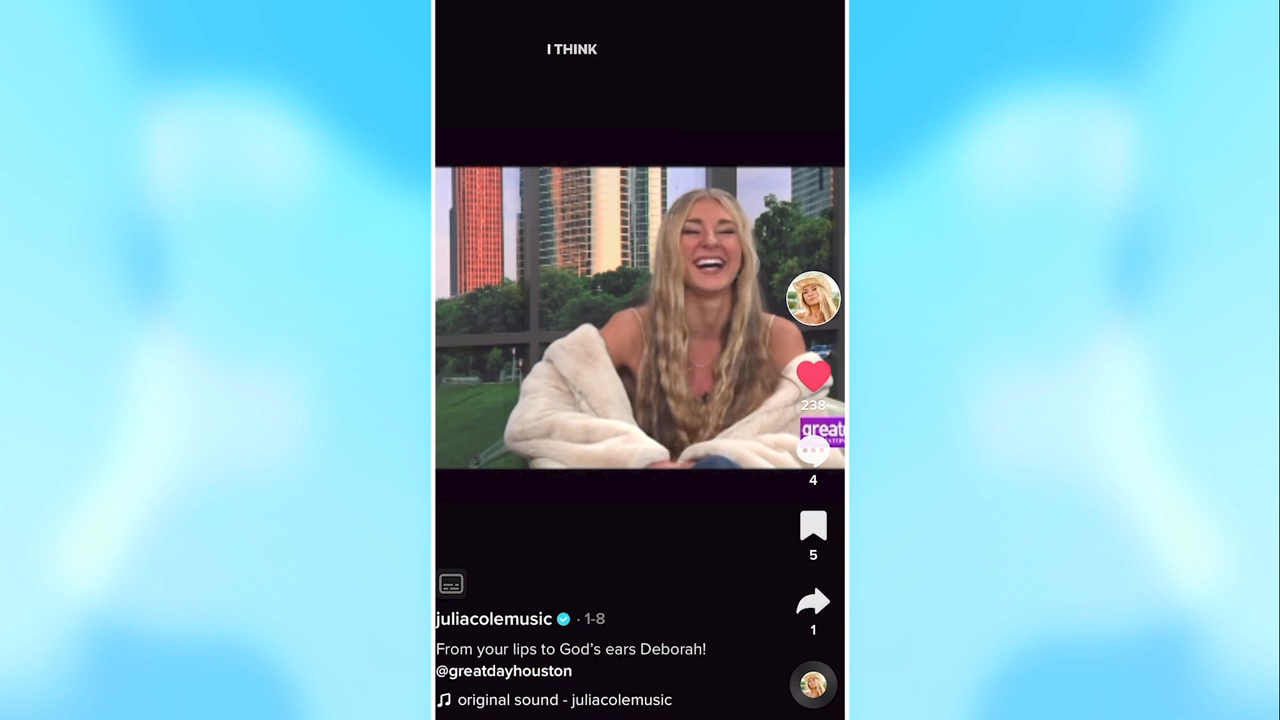 I THINK
238
great
4
5
1
juliacolemusic · 1-8
From your lips to God's ears Deborah!
@greatdayhouston
original sound - juliacolemusic